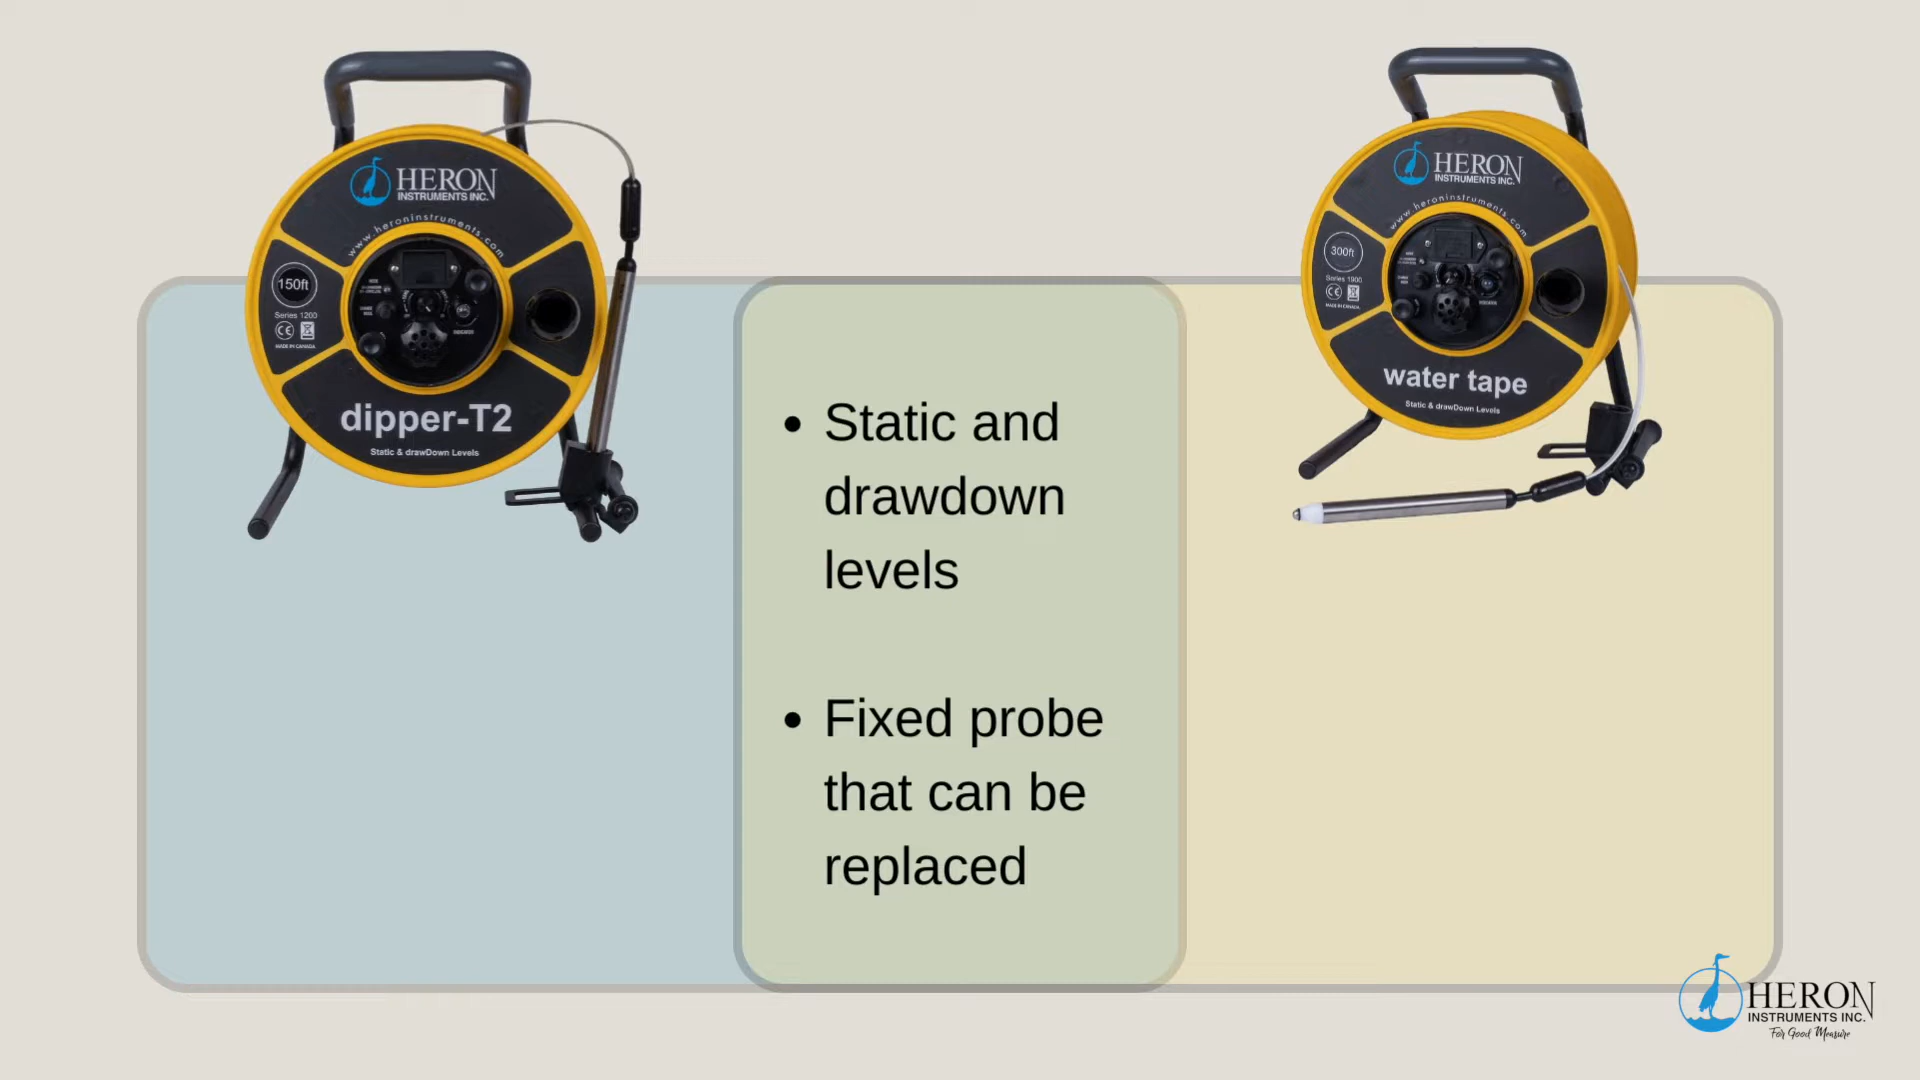 HERON
INSTRUMENTS INC.
www.heroninstruments.com
150ft
Series 1200
CE
MADE IN CANADA
dipper-T2
Static & drawDown Levels
HERON
INSTRUMENTS INC.
www.heroninstruments.com
300ft
Series 1900
CE
MADE IN CANADA
water tape
Static & drawDown Levels
• Static and
drawdown
levels
• Fixed probe
that can be
replaced
HERON
INSTRUMENTS INC.
For Good Measure